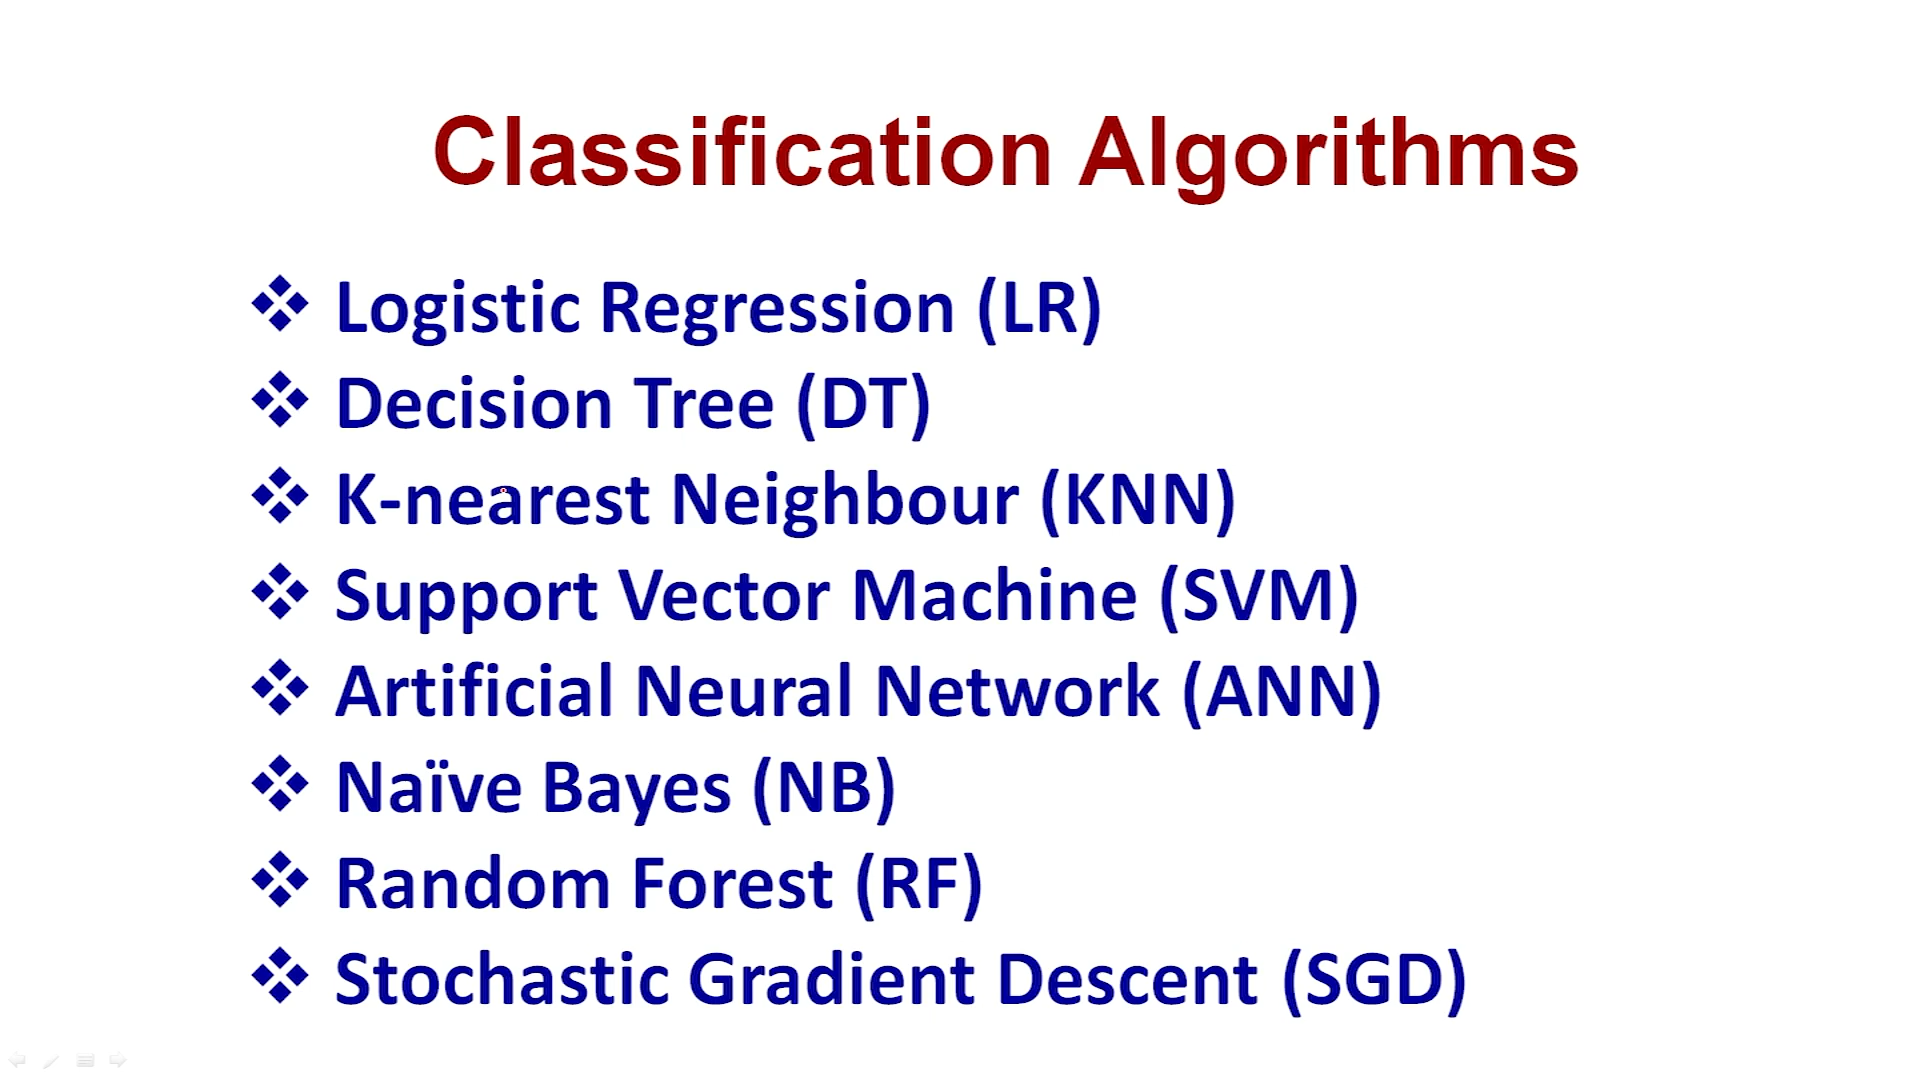 Classification Algorithms
Logistic Regression (LR)
Decision Tree (DT)
K-nearest Neighbour (KNN)
Support Vector Machine (SVM)
Artificial Neural Network (ANN)
Naïve Bayes (NB)
Random Forest (RF)
Stochastic Gradient Descent (SGD)